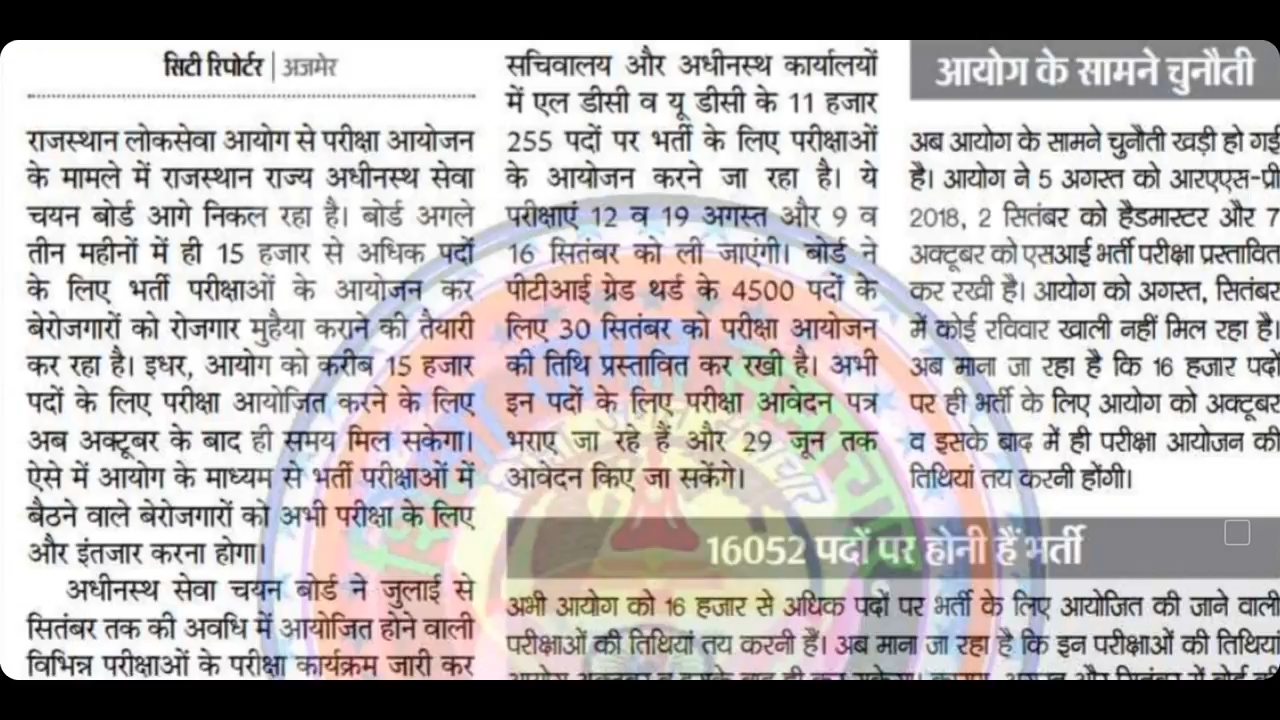 सिटी रिपोर्टर | अजमेर
राजस्थान लोकसेवा आयोग से परीक्षा आयोजन
के मामले में राजस्थान राज्य अधीनस्थ सेवा
चयन बोर्ड आगे निकल रहा है। बोर्ड अगले
तीन महीनों में ही 15 हजार से अधिक पदों
के लिए भर्ती परीक्षाओं के आयोजन कर
बेरोजगारों को रोजगार मुहैया कराने की तैयारी
कर रहा है। इधर, आयोग को करीब 15 हजार
पदों के लिए परीक्षा आयोजित करने के लिए
अब अक्टूबर के बाद ही समय मिल सकेगा।
ऐसे में आयोग के माध्यम से भर्ती परीक्षाओं में
बैठने वाले बेरोजगारों को अभी परीक्षा के लिए
और इंतजार करना होगा।
अधीनस्थ सेवा चयन बोर्ड ने जुलाई से
सितंबर तक की अवधि में आयोजित होने वाली
विभिन्न परीक्षाओं के परीक्षा कार्यक्रम जारी कर
सचिवालय और अधीनस्थ कार्यालयों
में एल डीसी व यू डीसी के 11 हजार
255 पदों पर भर्ती के लिए परीक्षाओं
के आयोजन करने जा रहा है। ये
परीक्षाएं 12 व 19 अगस्त और 9 व
16 सितंबर को ली जाएंगी। बोर्ड ने
पीटीआई ग्रेड थर्ड के 4500 पदों के
लिए 30 सितंबर को परीक्षा आयोजन
की तिथि प्रस्तावित कर रखी है। अभी
इन पदों के लिए परीक्षा आवेदन पत्र
भराए जा रहे हैं और 29 जून तक
आवेदन किए जा सकेंगे।
आयोग के सामने चुनौती
अब आयोग के सामने चुनौती खड़ी हो गई
है। आयोग ने 5 अगस्त को आरएएस-प्री
2018, 2 सितंबर को हैडमास्टर और 7
अक्टूबर को एसआई भर्ती परीक्षा प्रस्तावित
कर रखी है। आयोग को अगस्त, सितंबर
में कोई रविवार खाली नहीं मिल रहा है।
अब माना जा रहा है कि 16 हजार पदों
पर ही भर्ती के लिए आयोग को अक्टूबर
व इसके बाद में ही परीक्षा आयोजन की
तिथियां तय करनी होंगी।
16052 पदों पर होनी हैं भर्ती
अभी आयोग को 16 हजार से अधिक पदों पर भर्ती के लिए आयोजित की जाने वाली
परीक्षाओं की तिथियां तय करनी हैं। अब माना जा रहा है कि इन परीक्षाओं की तिथियां